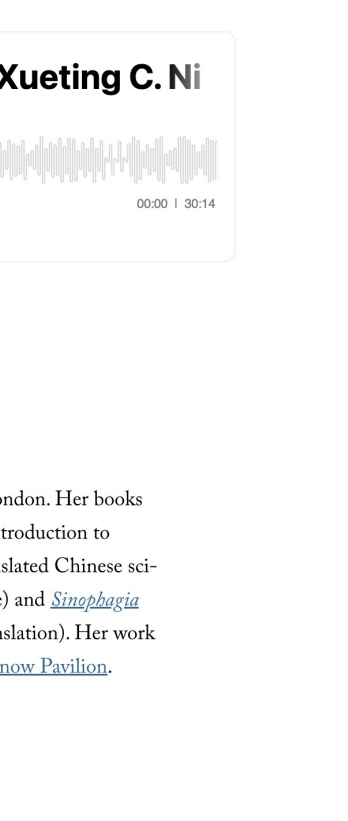 Xueting C. Ni
00:00 | 30:14
ondon. Her books
troduction to
slated Chinese sci-
e) and Sinophagia
nslation). Her work
now Pavilion.